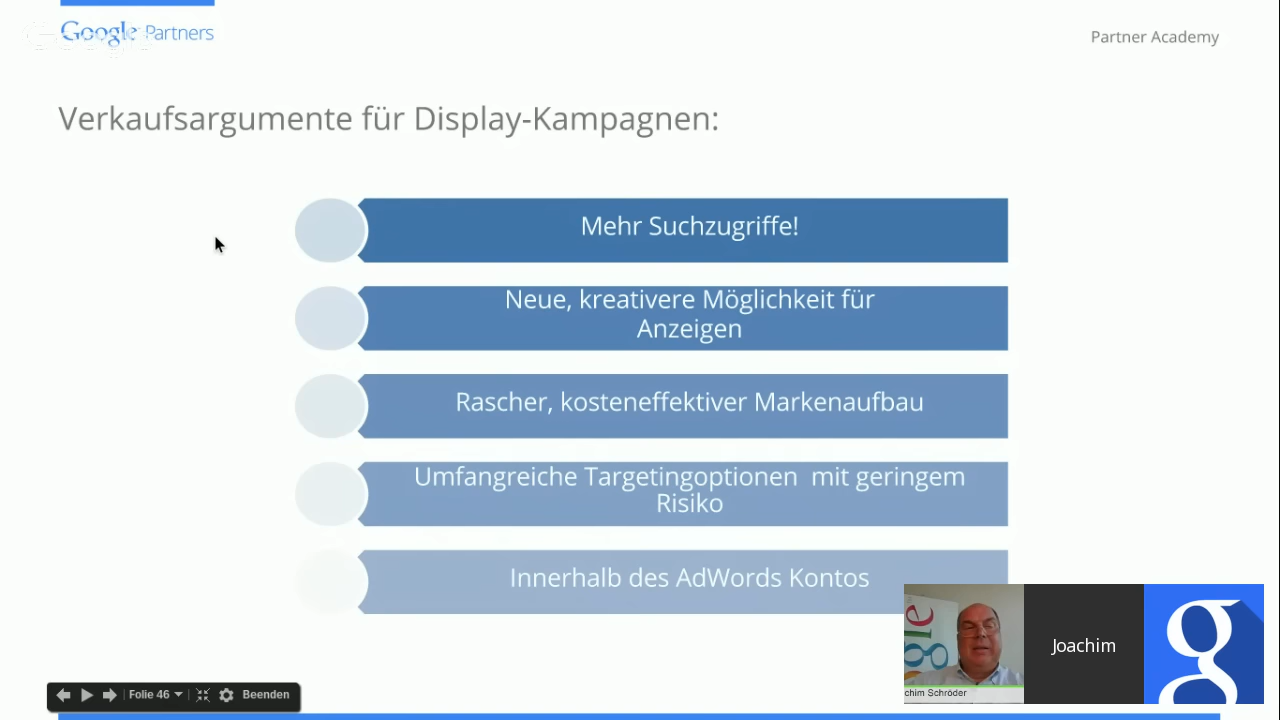 Google Partners
Partner Academy
Verkaufsargumente für Display-Kampagnen:
Mehr Suchzugriffe!
Neue, kreativere Möglichkeit für
Anzeigen
Rascher, kosteneffektiver Markenaufbau
Umfangreiche Targetingoptionen mit geringem
Risiko
Innerhalb des AdWords Kontos
Joachim
chim Schröder
Folie 46
Beenden